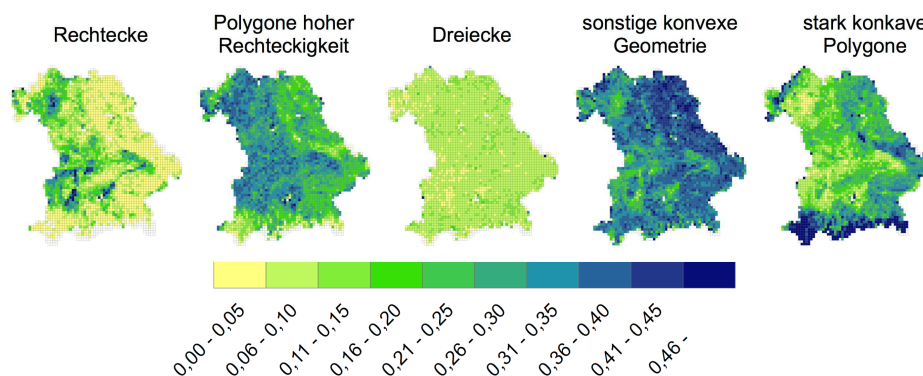 Rechtecke
Polygone hoher
Rechteckigkeit
Dreiecke
sonstige konvexe
Geometrie
stark konkave
Polygone
0,00 - 0,05
0,06 - 0,10
0,11 - 0,15
0,16 - 0,20
0,21 - 0,25
0,26 - 0,30
0,31 - 0,35
0,36 - 0,40
0,41 - 0,45
0,46 -